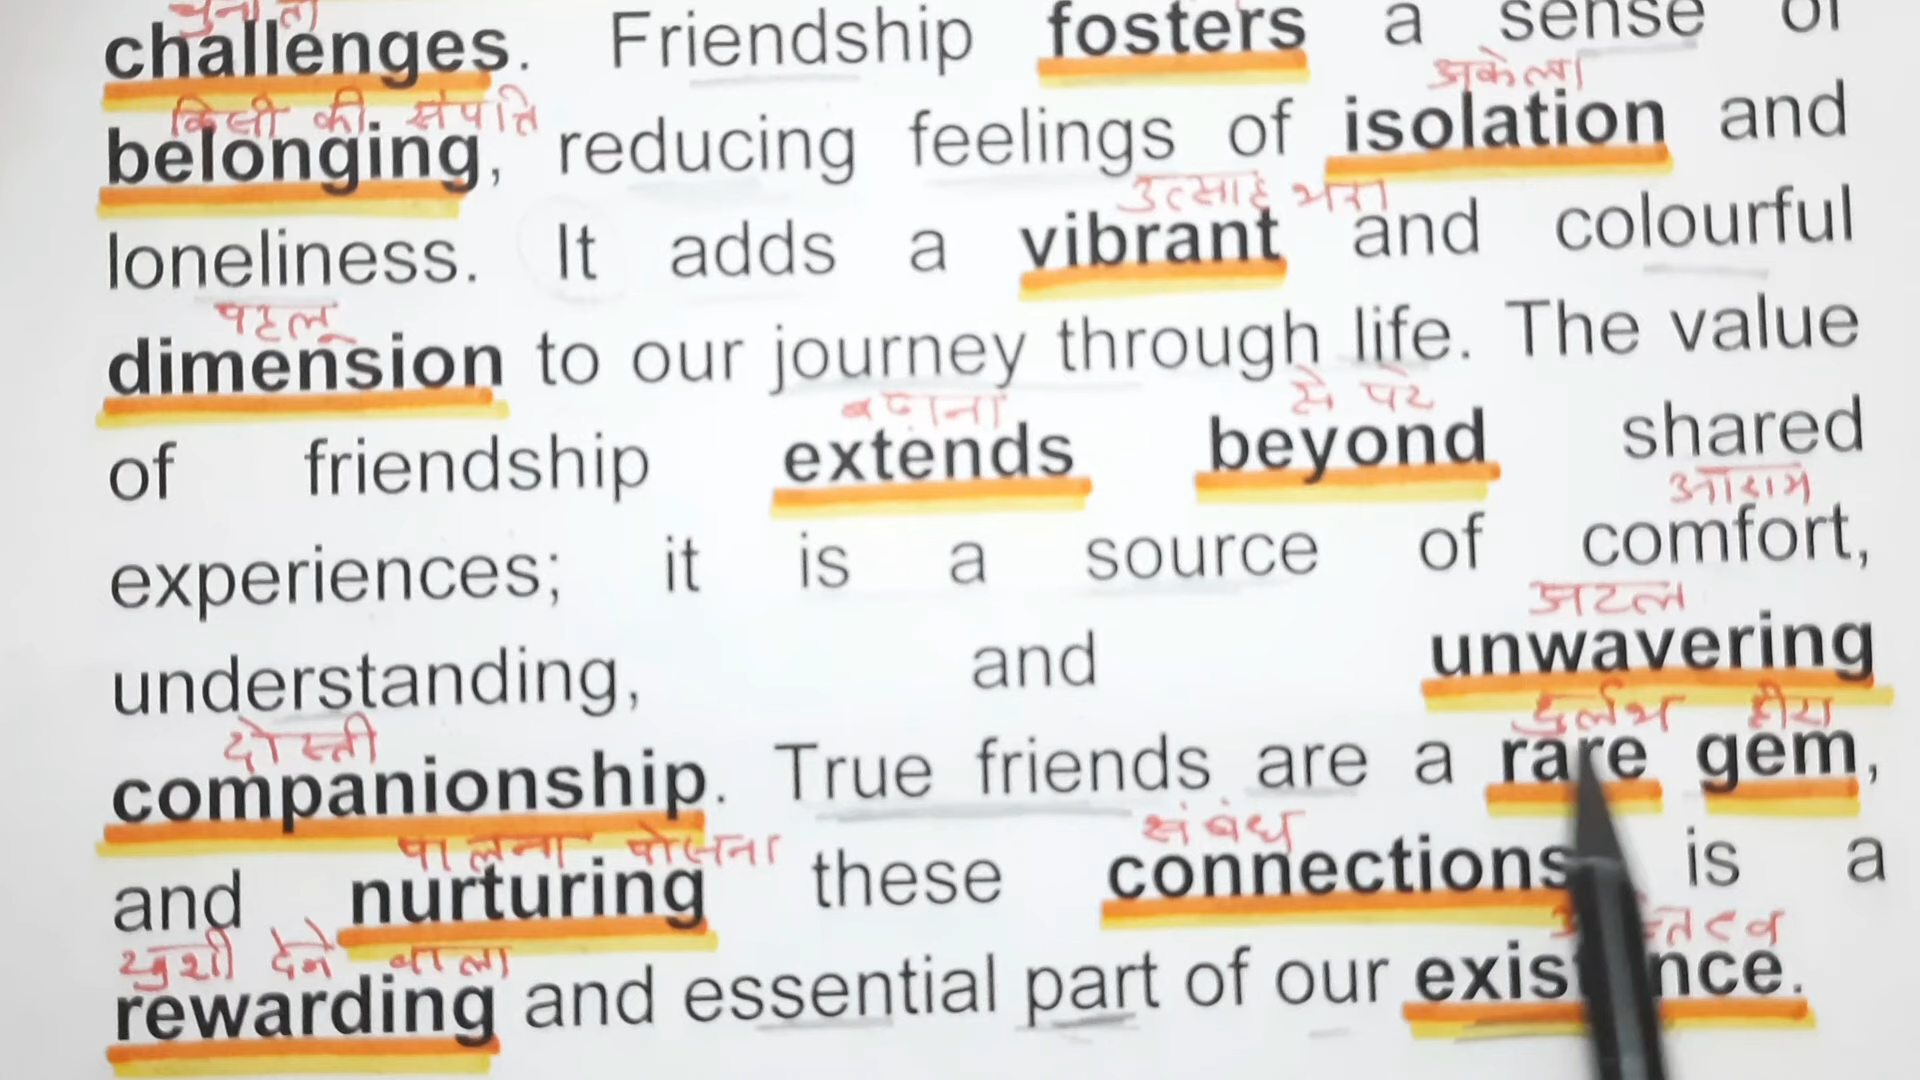 चुनौती
challenges. Friendship fosters a sense of
किसी की संपति अकेला
belonging, reducing feelings of isolation and
उत्साह भरा
loneliness. It adds a vibrant and colourful
पहलू
dimension to our journey through life. The value
बढ़ाना से परे
of friendship extends beyond shared
आराम
experiences; it is a source of comfort,
अटल
understanding, and unwavering
दोस्ती दुर्लभ हीरा
companionship. True friends are a rare gem,
पालना पोसना संबंध
and nurturing these connections is a
खुशी देने वाला
rewarding and essential part of our existence.